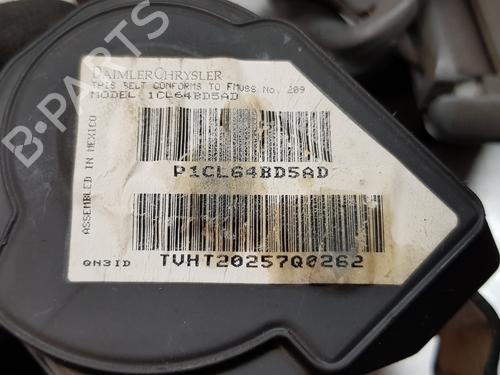 DAIMLERCHRYSLER
THIS BELT CONFORMS TO FMVSS No. 209
MODEL 1CL64BD5AD
P1CL64BD5AD
TVHT20257Q0262
QN3ID
ASSEMBLED IN MEXICO
B-PARTS